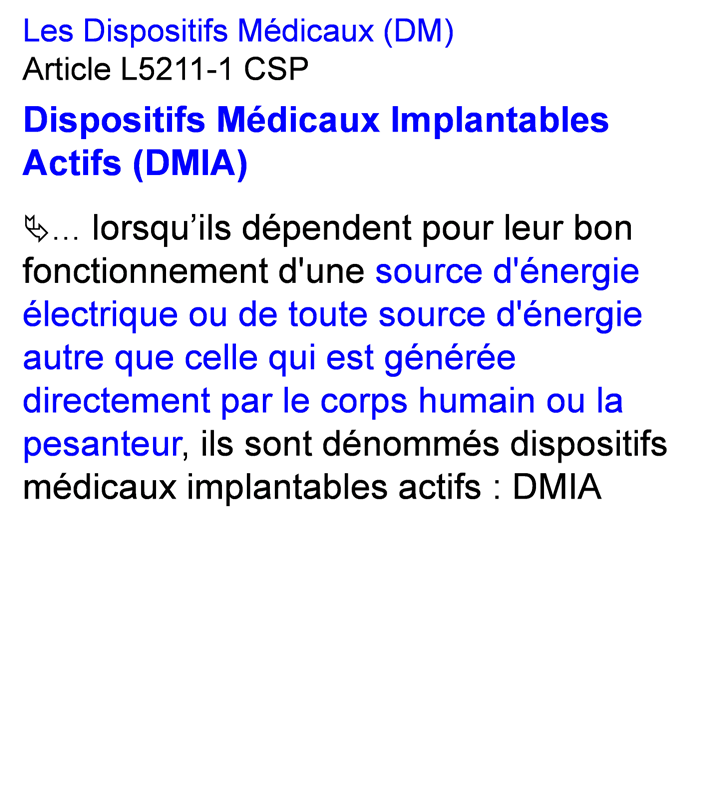 Les Dispositifs Médicaux (DM)
Article L5211-1 CSP
Dispositifs Médicaux Implantables
Actifs (DMIA)
⮱... lorsqu’ils dépendent pour leur bon
fonctionnement d'une source d'énergie
électrique ou de toute source d'énergie
autre que celle qui est générée
directement par le corps humain ou la
pesanteur, ils sont dénommés dispositifs
médicaux implantables actifs : DMIA